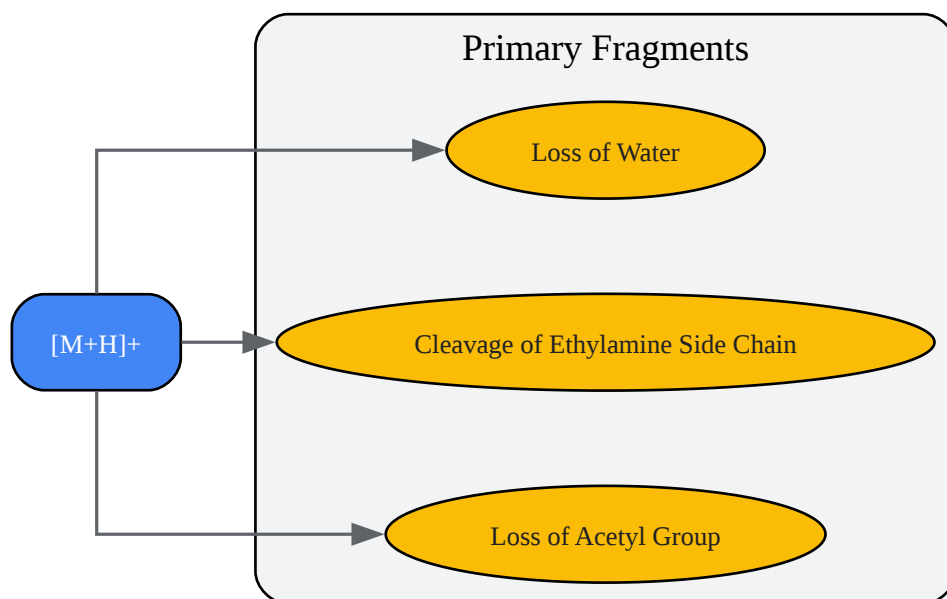 Primary Fragments
Loss of Water
[M+H]+
Cleavage of Ethylamine Side Chain
Loss of Acetyl Group